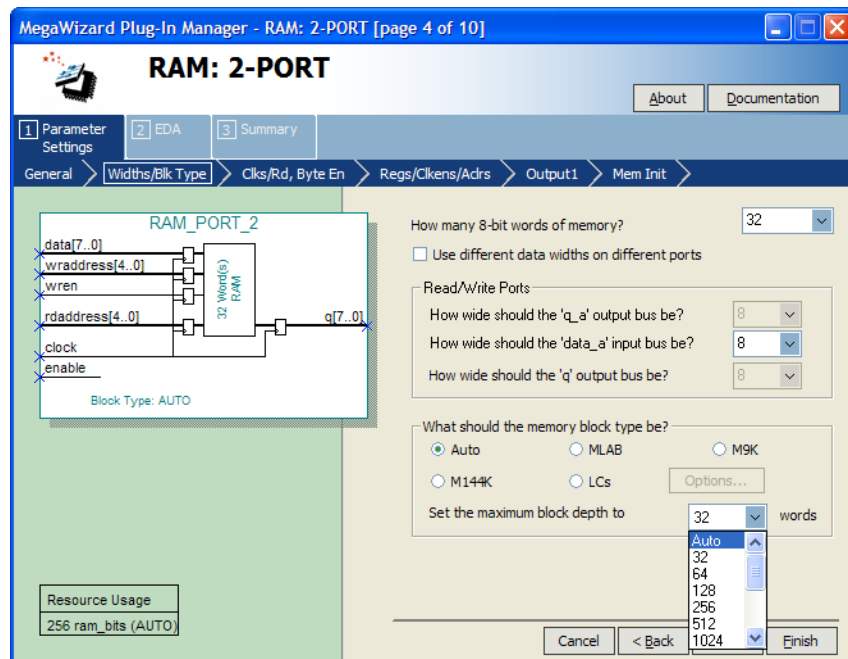 MegaWizard Plug-In Manager - RAM: 2-PORT [page 4 of 10]
RAM: 2-PORT
About
Documentation
1 Parameter Settings
2 EDA
3 Summary
General
Widths/Blk Type
Clks/Rd, Byte En
Regs/Clkens/Adrs
Output1
Mem Init
RAM_PORT_2
data[7..0]
wraddress[4..0]
wren
rdaddress[4..0]
clock
enable
32 Word(s)
RAM
q[7..0]
Block Type: AUTO
How many 8-bit words of memory?
32
Use different data widths on different ports
Read/Write Ports
How wide should the 'q_a' output bus be?
8
How wide should the 'data_a' input bus be?
8
How wide should the 'q' output bus be?
8
What should the memory block type be?
Auto
MLAB
M9K
M144K
LCs
Options...
Set the maximum block depth to
32
words
Auto
32
64
128
256
512
1024
Resource Usage
256 ram_bits (AUTO)
Cancel
< Back
Finish